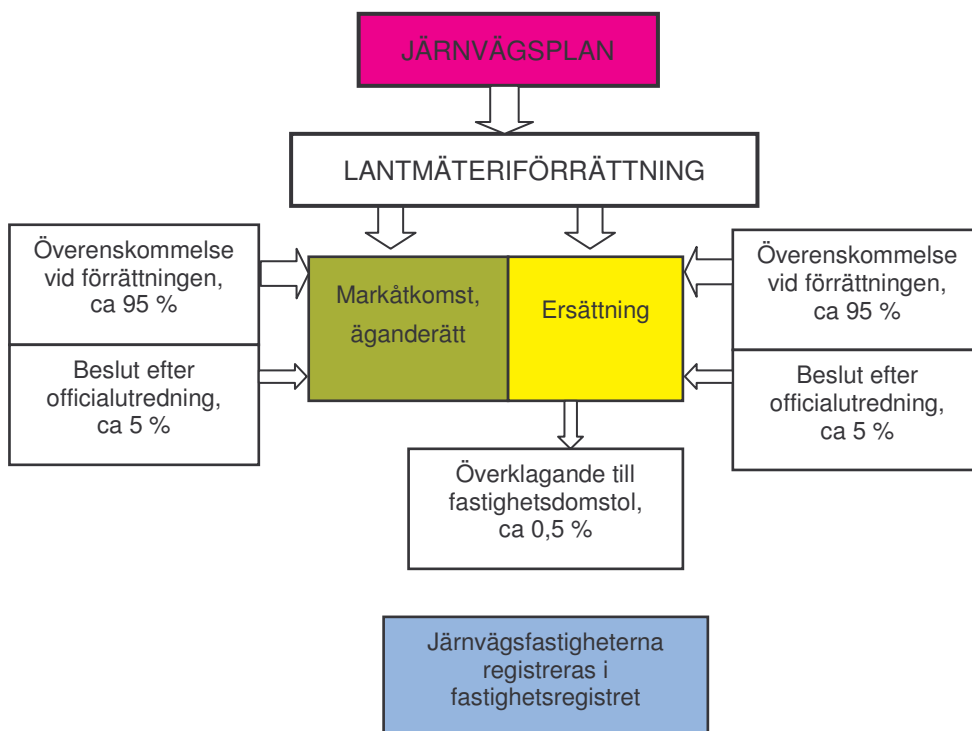 JÄRNVÄGSPLAN
LANTMÄTERIFÖRRÄTTNING
Överenskommelse
vid förrättningen,
ca 95 %
Beslut efter
officialutredning,
ca 5 %
Markåtkomst,
äganderätt
Ersättning
Överenskommelse
vid förrättningen,
ca 95 %
Beslut efter
officialutredning,
ca 5 %
Överklagande till
fastighetsdomstol,
ca 0,5 %
Järnvägsfastigheterna
registreras i
fastighetsregistret